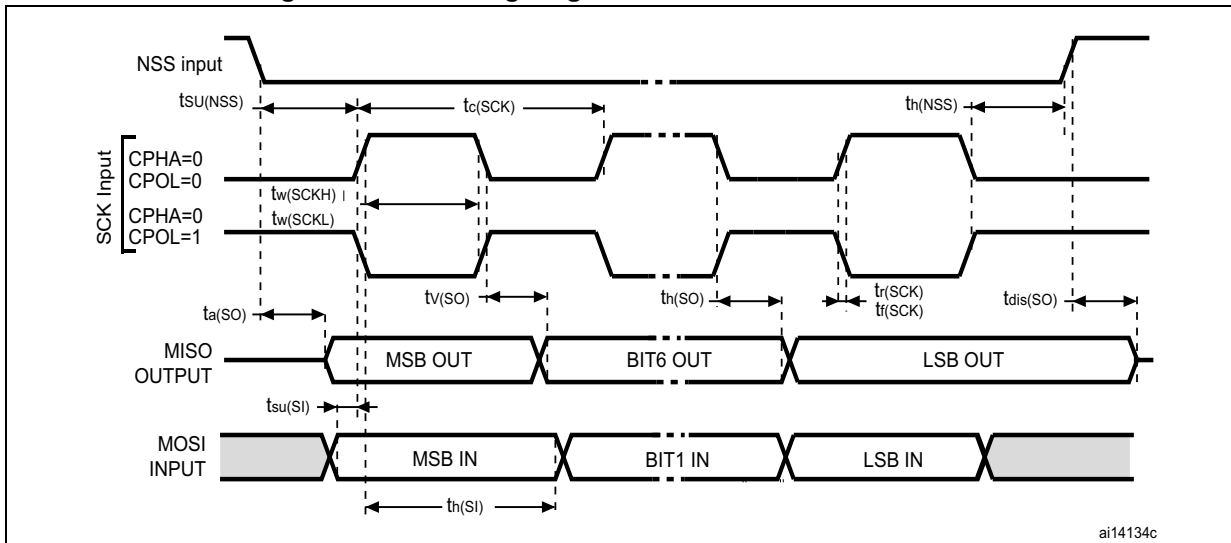 NSS input
tSU(NSS)
tc(SCK)
th(NSS)
SCK Input
CPHA=0
CPOL=0
tw(SCKH)
CPHA=0
CPOL=1
tw(SCKL)
tV(SO)
th(SO)
tr(SCK)
tf(SCK)
tdis(SO)
ta(SO)
MISO
OUTPUT
MSB OUT
BIT6 OUT
LSB OUT
tsu(SI)
MOSI
INPUT
MSB IN
BIT1 IN
LSB IN
th(SI)
ai14134c